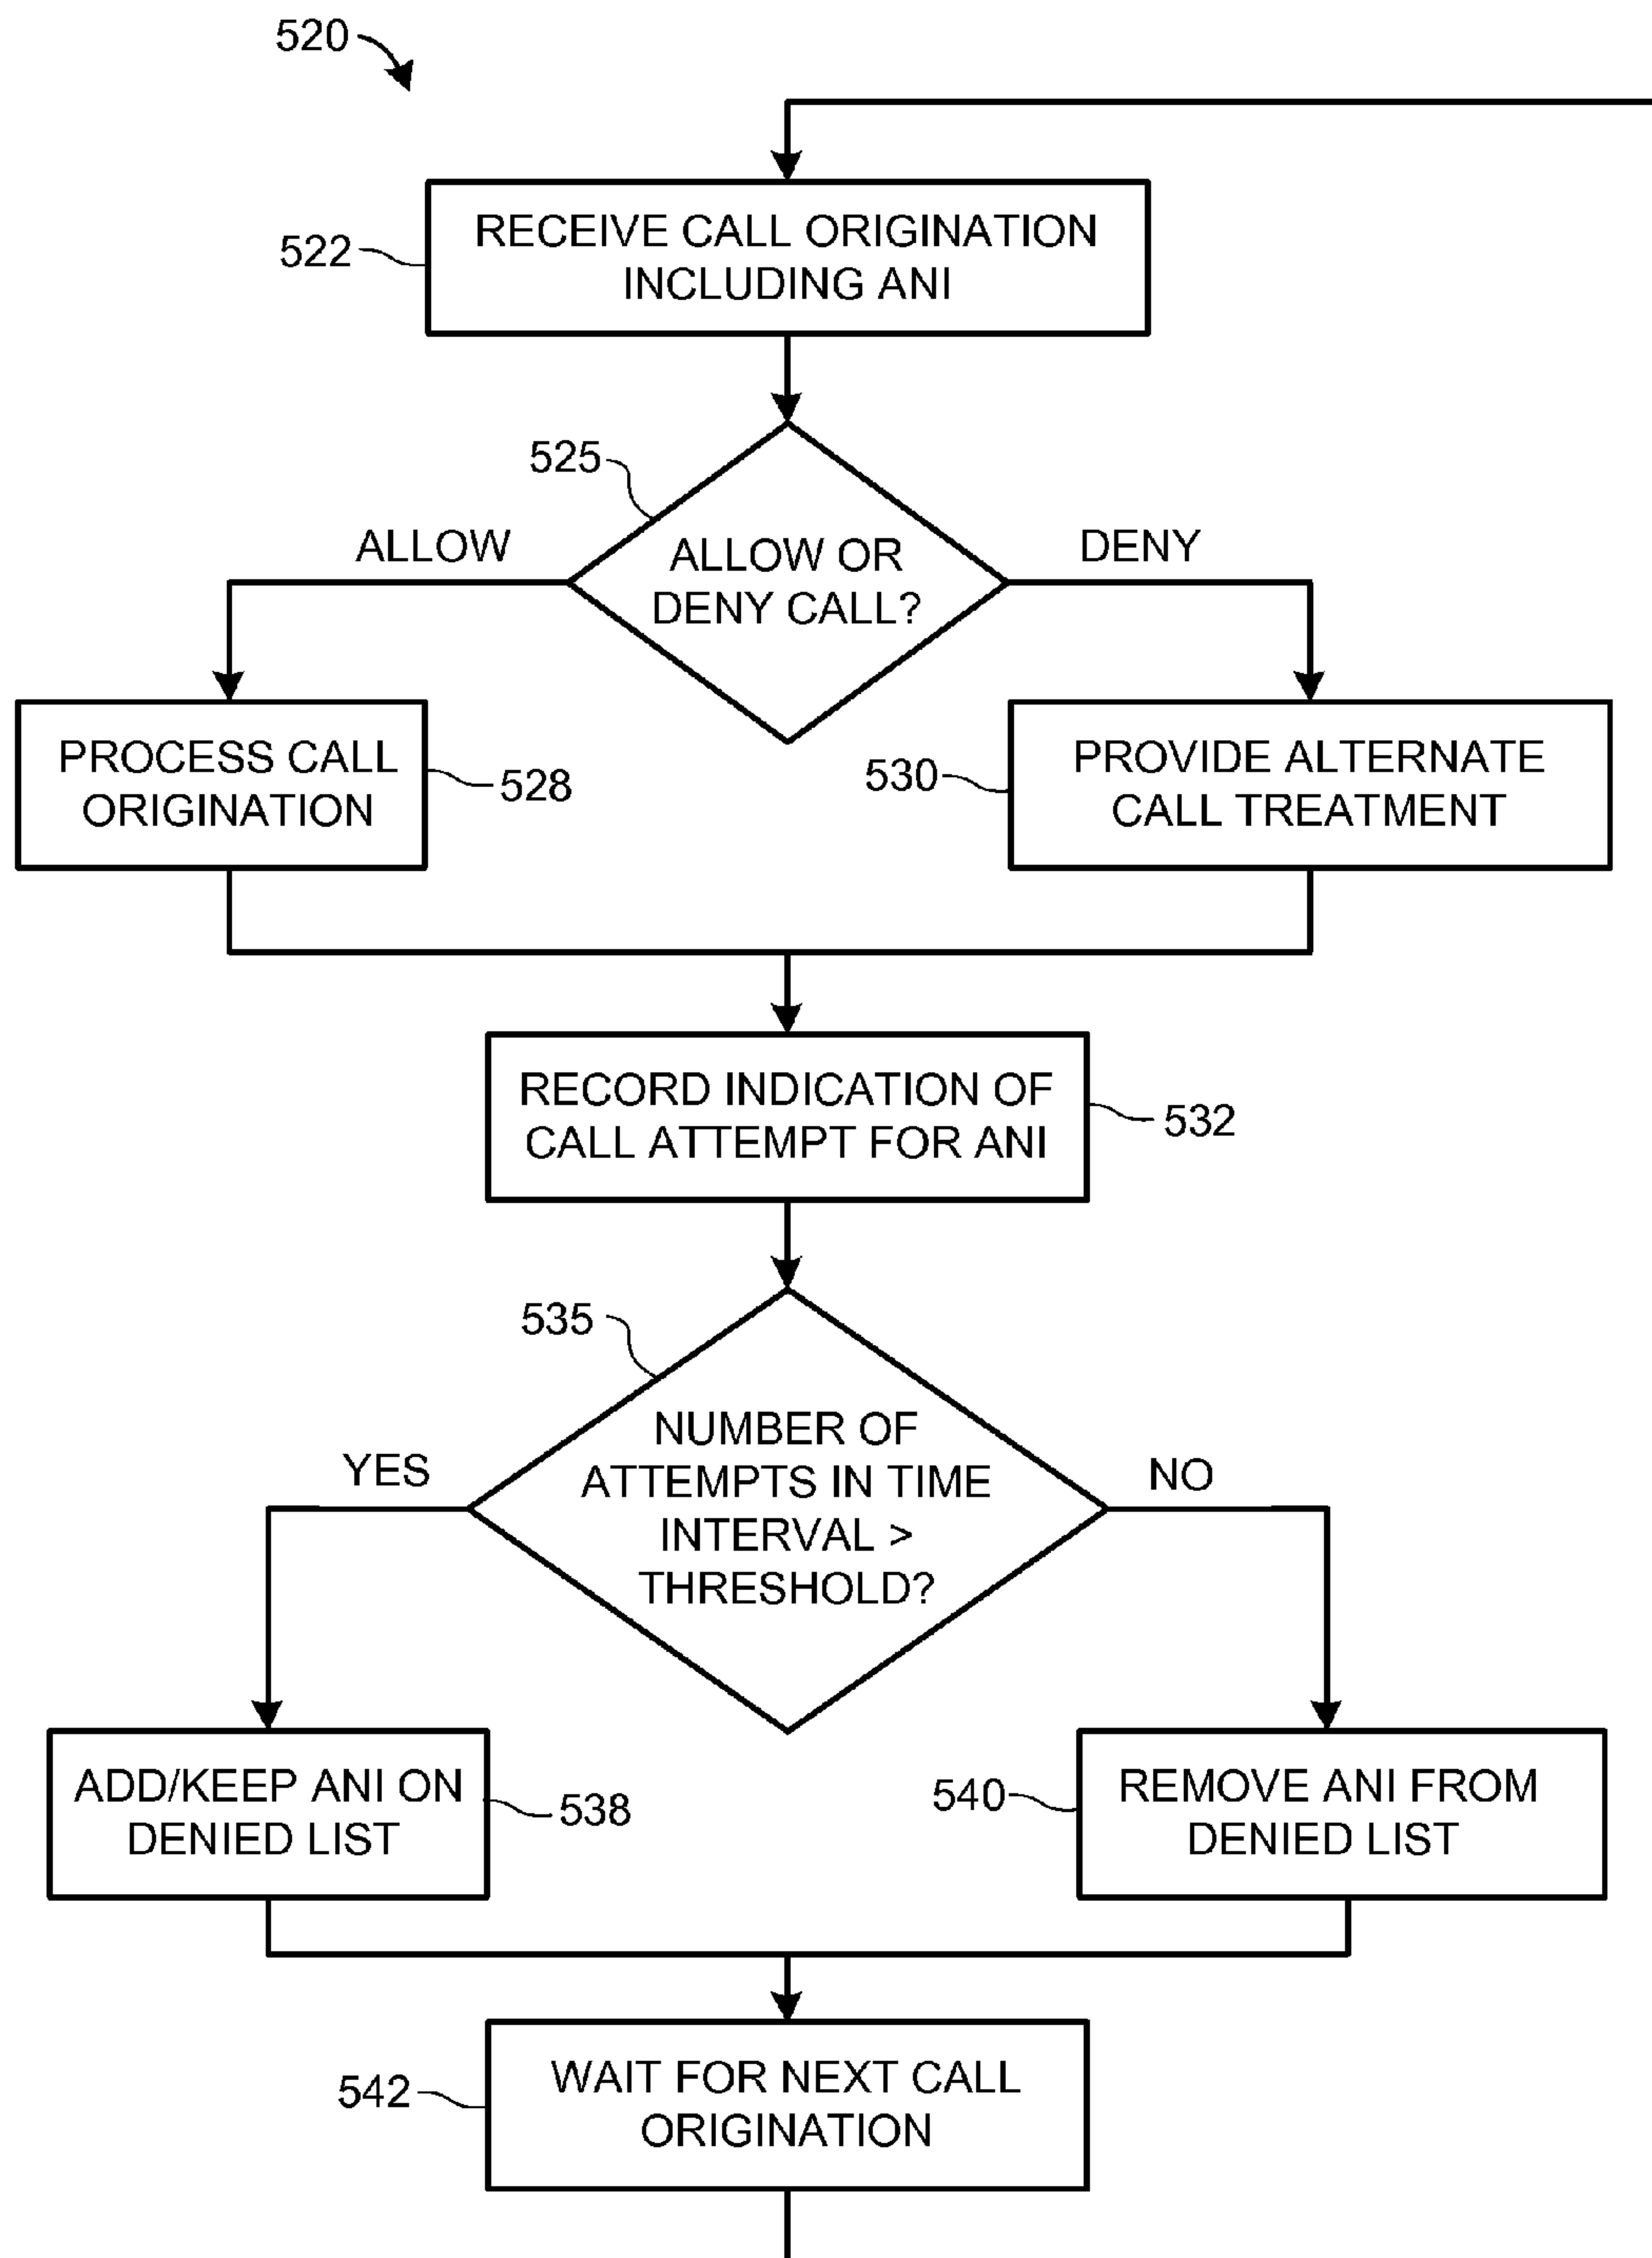 520
RECEIVE CALL ORIGINATION
INCLUDING ANI
522
525
ALLOW
ALLOW OR
DENY CALL?
DENY
PROCESS CALL
ORIGINATION
528
530
PROVIDE ALTERNATE
CALL TREATMENT
RECORD INDICATION OF
CALL ATTEMPT FOR ANI
532
535
YES
NUMBER OF
ATTEMPTS IN TIME
INTERVAL >
THRESHOLD?
NO
ADD/KEEP ANI ON
DENIED LIST
538
540
REMOVE ANI FROM
DENIED LIST
542
WAIT FOR NEXT CALL
ORIGINATION